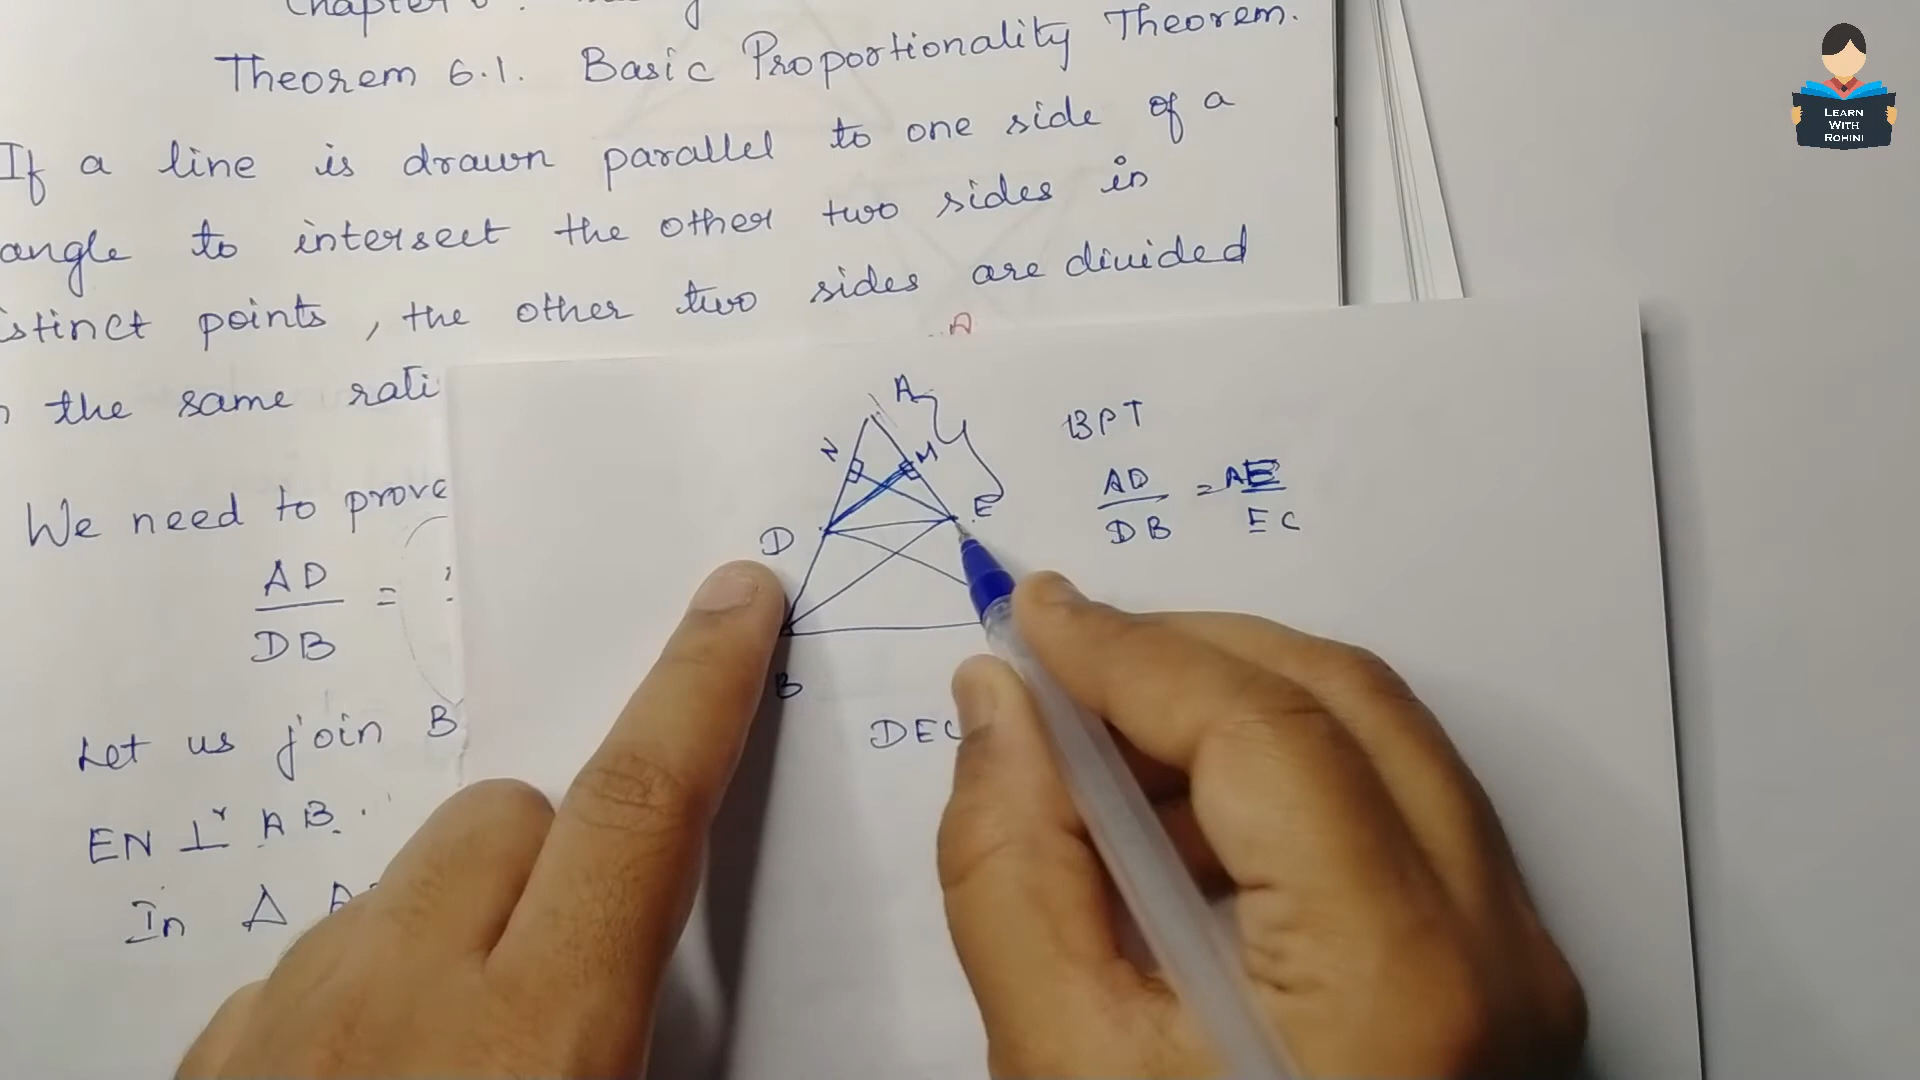 Theorem 6.1. Basic Proportionality Theorem.
If a line is drawn parallel to one side of a
angle to intersect the other two sides in
istinct points, the other two sides are divided
the same rati
We need to prove
AD
DB
=
Let us join B
EN ⊥r AB.
In Δ
A
A
N
M
D
E
B
DEC
BPT
AD = AE
DB EC
LEARN
WITH
ROHINI